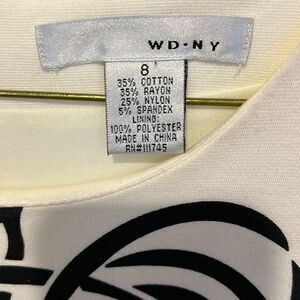 WD·NY
8
35% COTTON
35% RAYON
25% NYLON
5% SPANDEX
LINING:
100% POLYESTER
MADE IN CHINA
RN#111745